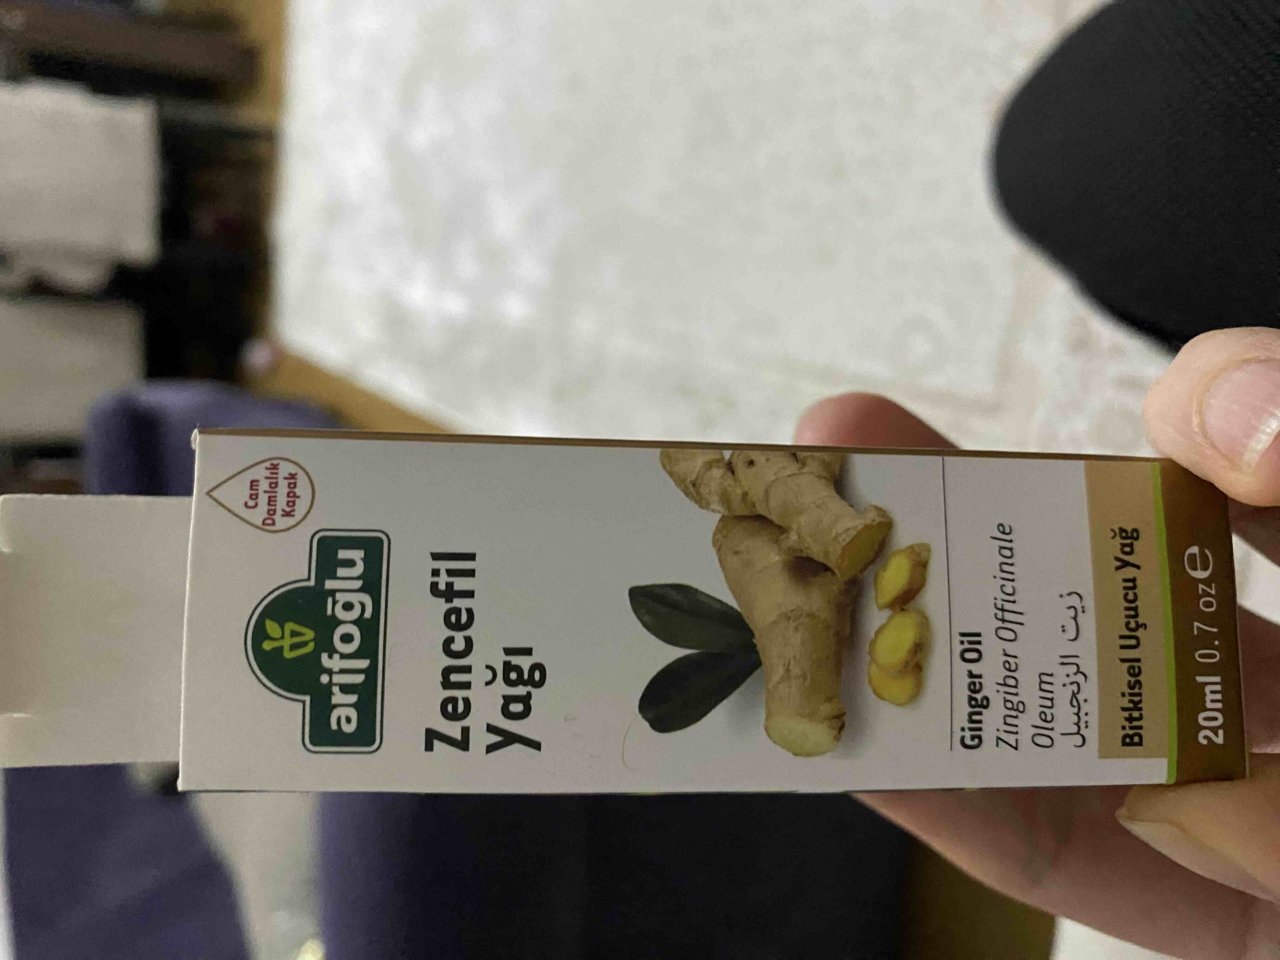 Cam
Damlalık
Kapak
arifoğlu
Zencefil
Yağı
Ginger Oil
Zingiber Officinale
Oleum
زيت الزنجبيل
Bitkisel Uçucu Yağ
20ml 0.7 oz e